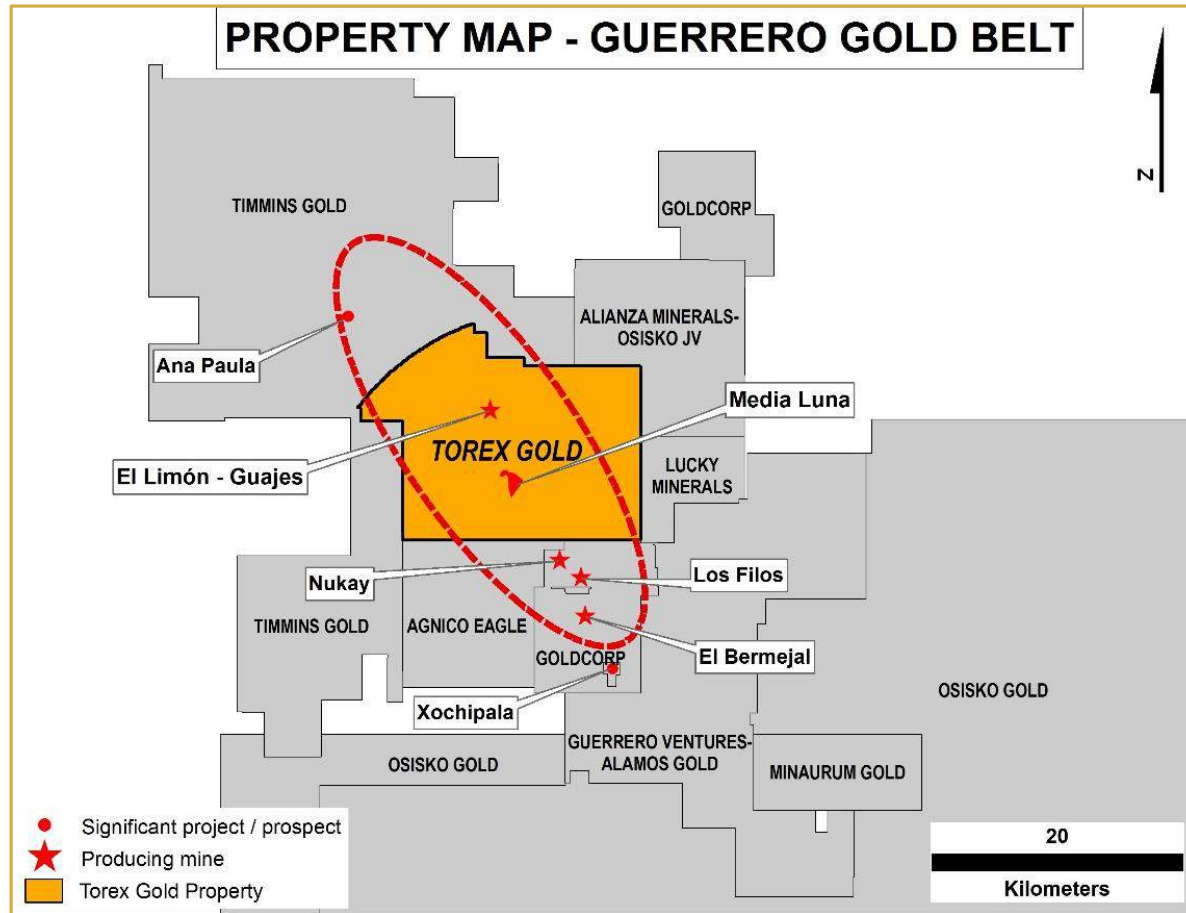 PROPERTY MAP - GUERRERO GOLD BELT
Z
TIMMINS GOLD
GOLDCORP
ALIANZA MINERALS-
OSISKO JV
Ana Paula
Media Luna
El Limón - Guajes
TOREX GOLD
LUCKY
MINERALS
Nukay
Los Filos
TIMMINS GOLD
AGNICO EAGLE
El Bermejal
GOLDCORP
Xochipala
OSISKO GOLD
GUERRERO VENTURES-
ALAMOS GOLD
OSISKO GOLD
MINAURUM GOLD
Significant project / prospect
Producing mine
Torex Gold Property
20
Kilometers